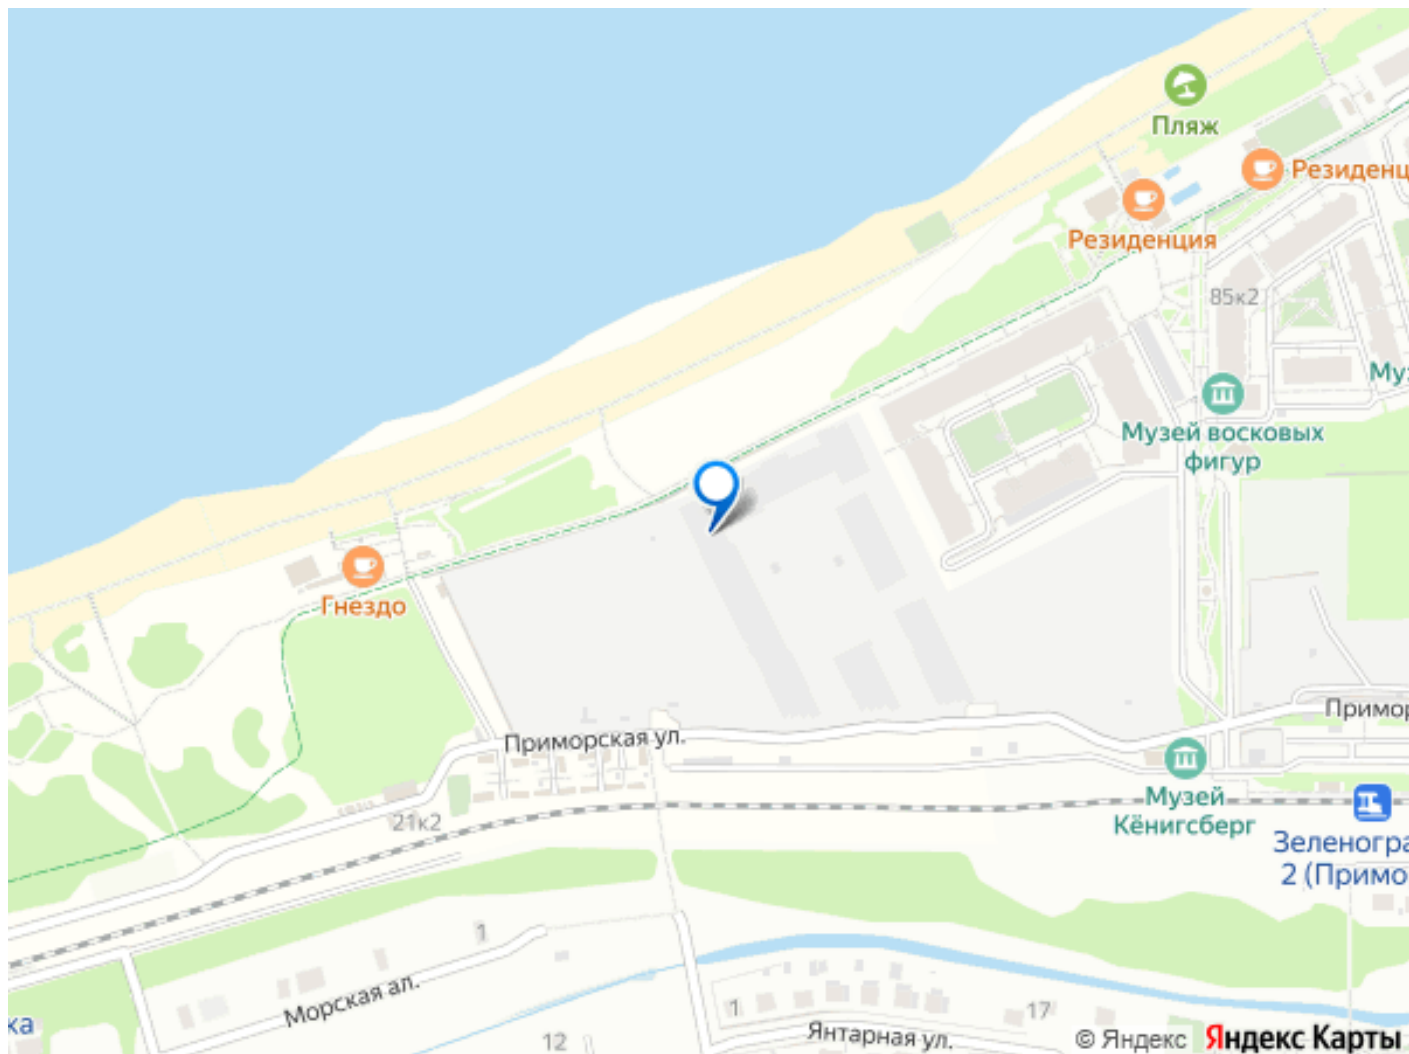 Пляж
Резиденц
Резиденция
85к2
Му
Музей восковых
фигур
Гнездо
Примор
Приморская ул.
Музей
Кёнигсберг
21к2
Зеленогра
2 (Примо
1
Морская ал.
ка
1
17
12
Янтарная ул.
© Яндекс Яндекс Карты